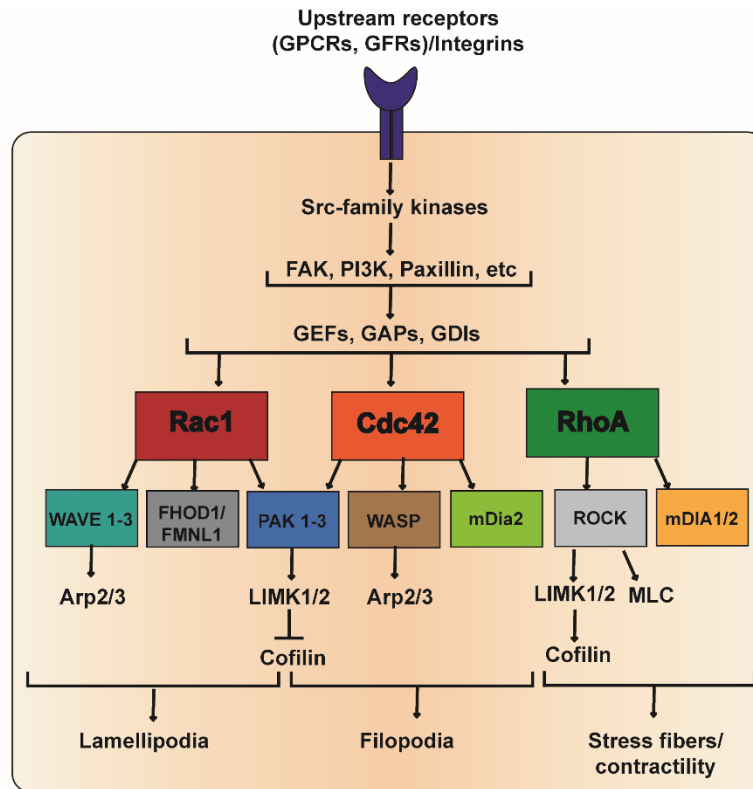 Upstream receptors
(GPCRs, GFRs)/Integrins
Src-family kinases
FAK, PI3K, Paxillin, etc
GEFs, GAPs, GDIs
Rac1
Cdc42
RhoA
WAVE 1-3
FHOD1/
FMNL1
PAK 1-3
WASP
mDia2
ROCK
mDIA1/2
Arp2/3
LIMK1/2
Arp2/3
LIMK1/2
MLC
Cofilin
Cofilin
Lamellipodia
Filopodia
Stress fibers/
contractility